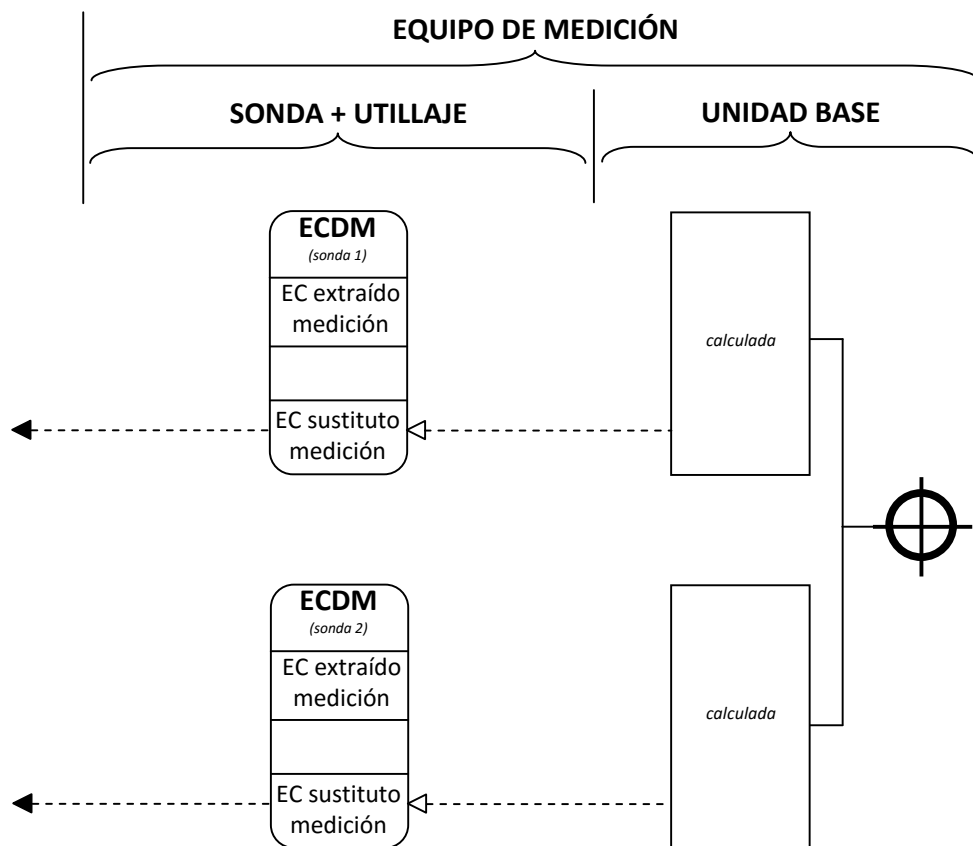 EQUIPO DE MEDICIÓN
SONDA + UTILLAJE
UNIDAD BASE
ECDM
(sonda 1)
EC extraído
medición
EC sustituto
medición
calculada
ECDM
(sonda 2)
EC extraído
medición
EC sustituto
medición
calculada